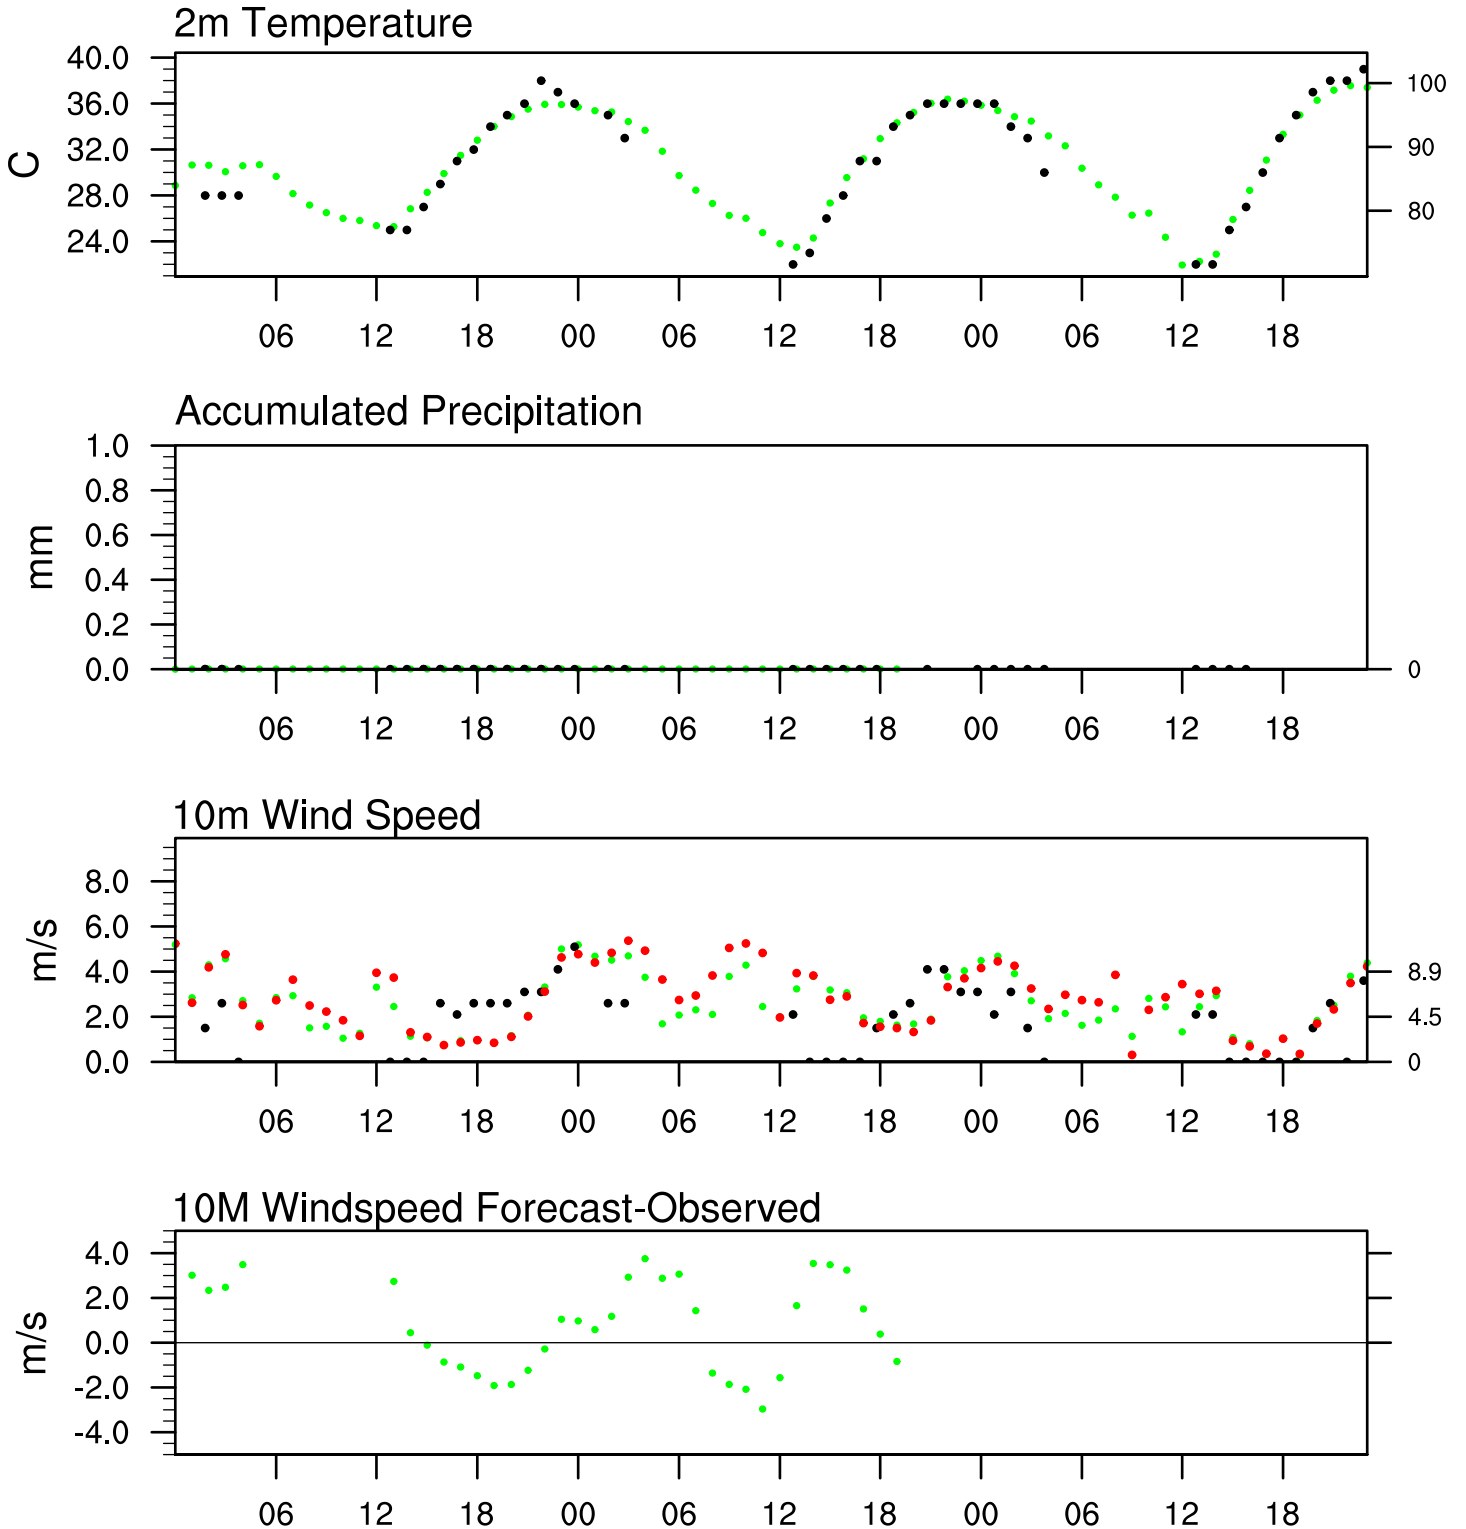 2m Temperature
40.0
36.0
32.0
28.0
24.0
C
100
90
80
06 12 18 00 06 12 18 00 06 12 18
Accumulated Precipitation
1.0
0.8
0.6
0.4
0.2
0.0
mm
0
06 12 18 00 06 12 18 00 06 12 18
10m Wind Speed
8.0
6.0
4.0
2.0
0.0
m/s
8.9
4.5
0
06 12 18 00 06 12 18 00 06 12 18
10M Windspeed Forecast-Observed
4.0
2.0
0.0
-2.0
-4.0
m/s
06 12 18 00 06 12 18 00 06 12 18